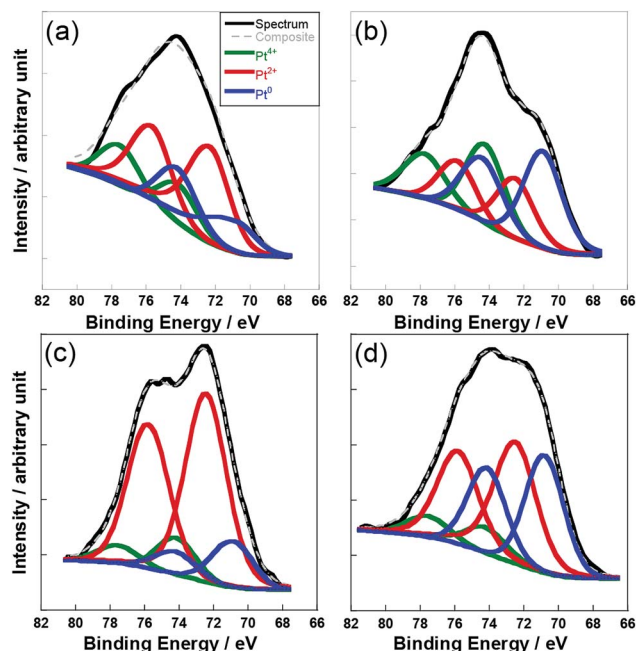 (a)
Spectrum
Composite
Pt4+
Pt2+
Pt0
Intensity / arbitrary unit
82 80 78 76 74 72 70 68 66
Binding Energy / eV
(b)
82 80 78 76 74 72 70 68 66
Binding Energy / eV
(c)
Intensity / arbitrary unit
82 80 78 76 74 72 70 68 66
Binding Energy / eV
(d)
82 80 78 76 74 72 70 68 66
Binding Energy / eV